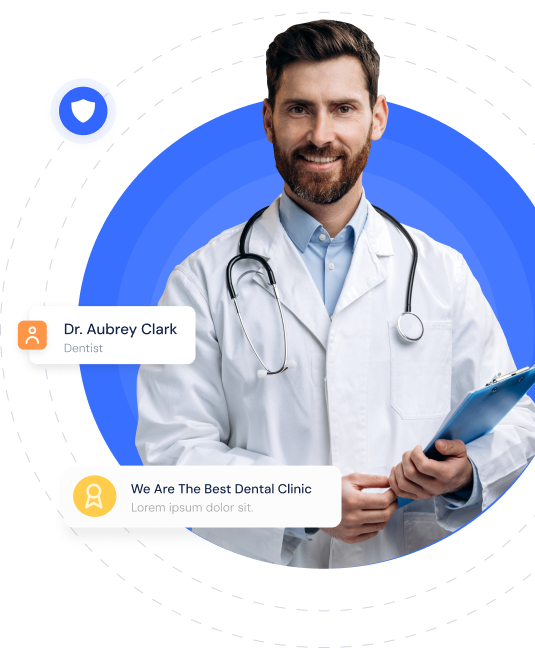 Dr. Aubrey Clark
Dentist
We Are The Best Dental Clinic
Lorem ipsum dolor sit.